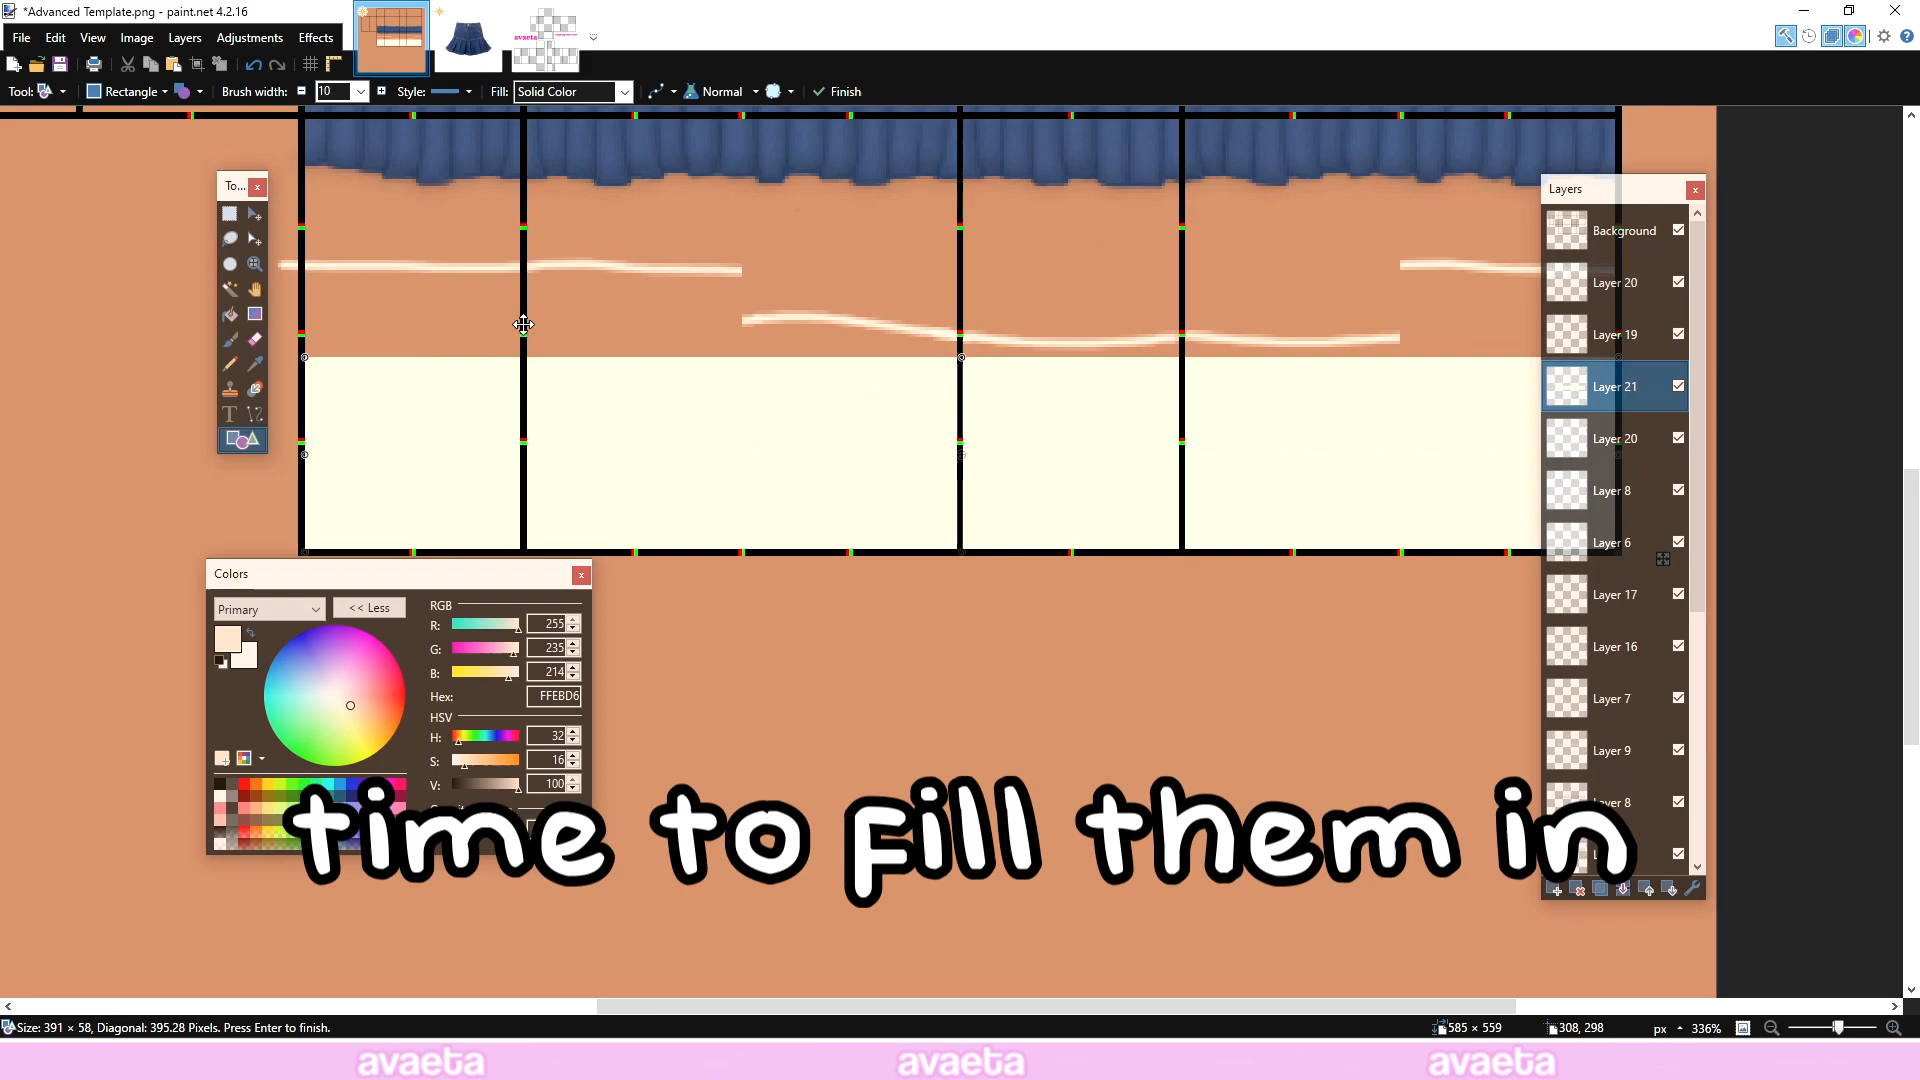 *Advanced Template.png - paint.net 4.2.16
File Edit View Image Layers Adjustments Effects
avaeta
Tool: Rectangle Brush width: 10 Style: Fill: Solid Color Normal Finish
To...
Layers
Background
Layer 20
Layer 19
Layer 21
Layer 20
Layer 8
Layer 6
Layer 17
Layer 16
Layer 7
Layer 9
Colors
Primary
<< Less
RGB
R: 255
G: 235
B: 214
Hex: FFEBD6
HSV
H: 32
S: 16
V: 100
time to fill them in
Size: 391 × 58, Diagonal: 395.28 Pixels. Press Enter to finish.
585 × 559
308, 298
px
336%
avaeta avaeta avaeta